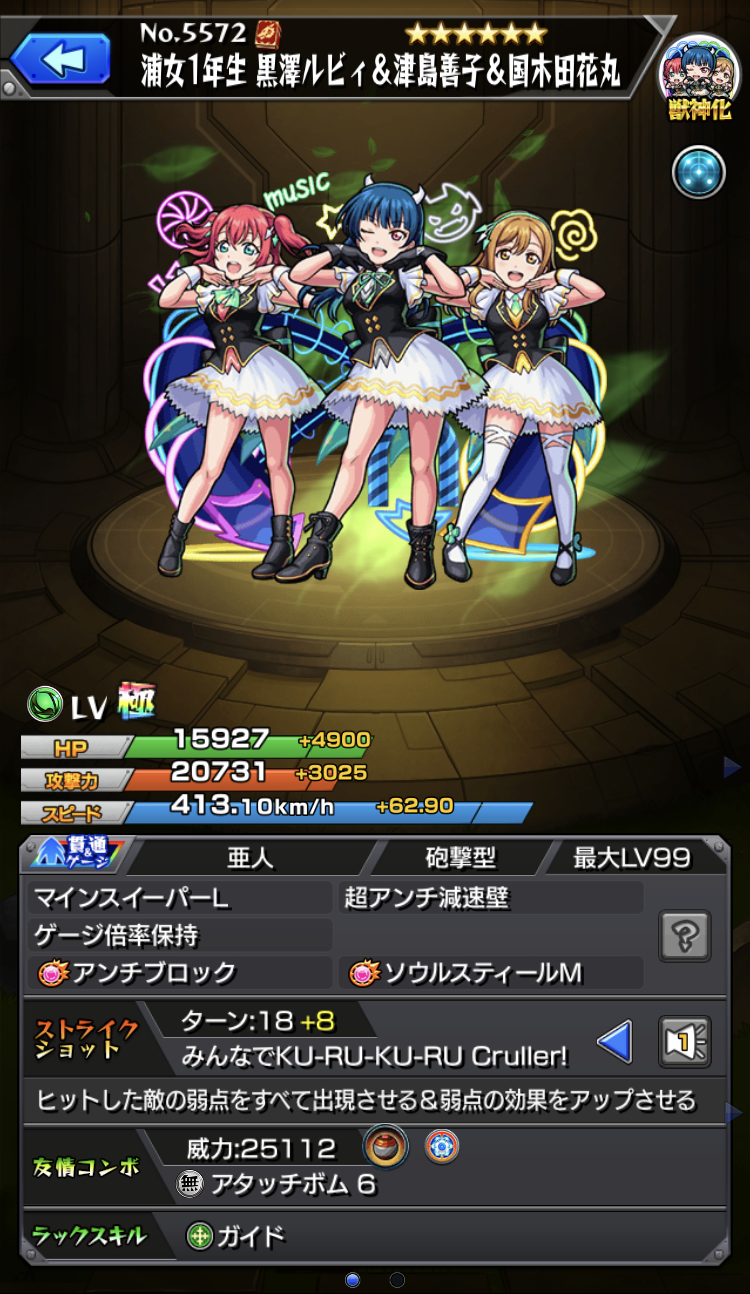 No.5572
浦女1年生 黒澤ルビィ&津島善子&国木田花丸
獣神化
music
LV 極
HP 15927 +4900
攻撃力 20731 +3025
スピード 413.10km/h +62.90
貫通&ゲージ 亜人 砲撃型 最大LV99
マインスイーパーL 超アンチ減速壁
ゲージ倍率保持
アンチブロック ソウルスティールM
ストライクショット ターン:18 +8
みんなでKU-RU-KU-RU Cruller!
1
ヒットした敵の弱点をすべて出現させる&弱点の効果をアップさせる
友情コンボ 威力:25112
無 アタッチボム 6
ラックスキル ガイド